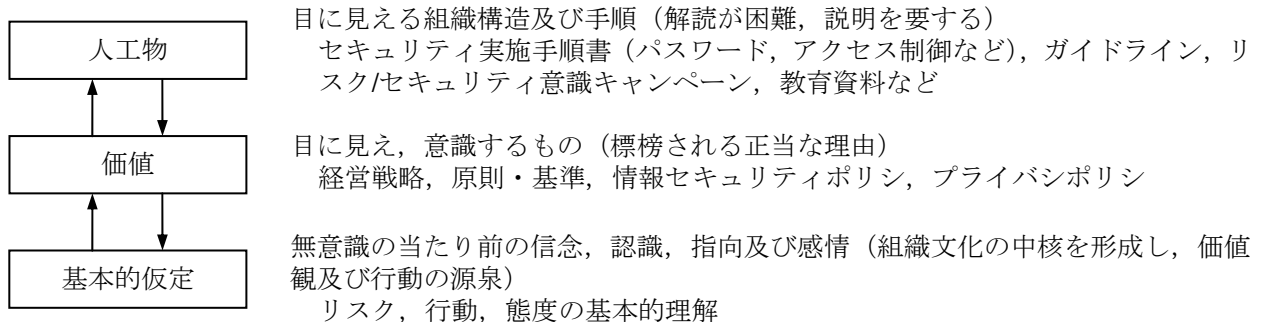 人工物
目に見える組織構造及び手順（解読が困難，説明を要する）
セキュリティ実施手順書（パスワード，アクセス制御など），ガイドライン，リ
スク/セキュリティ意識キャンペーン，教育資料など
価値
目に見え，意識するもの（標榜される正当な理由）
経営戦略，原則・基準，情報セキュリティポリシ，プライバシポリシ
基本的仮定
無意識の当たり前の信念，認識，指向及び感情（組織文化の中核を形成し，価値
観及び行動の源泉）
リスク，行動，態度の基本的理解